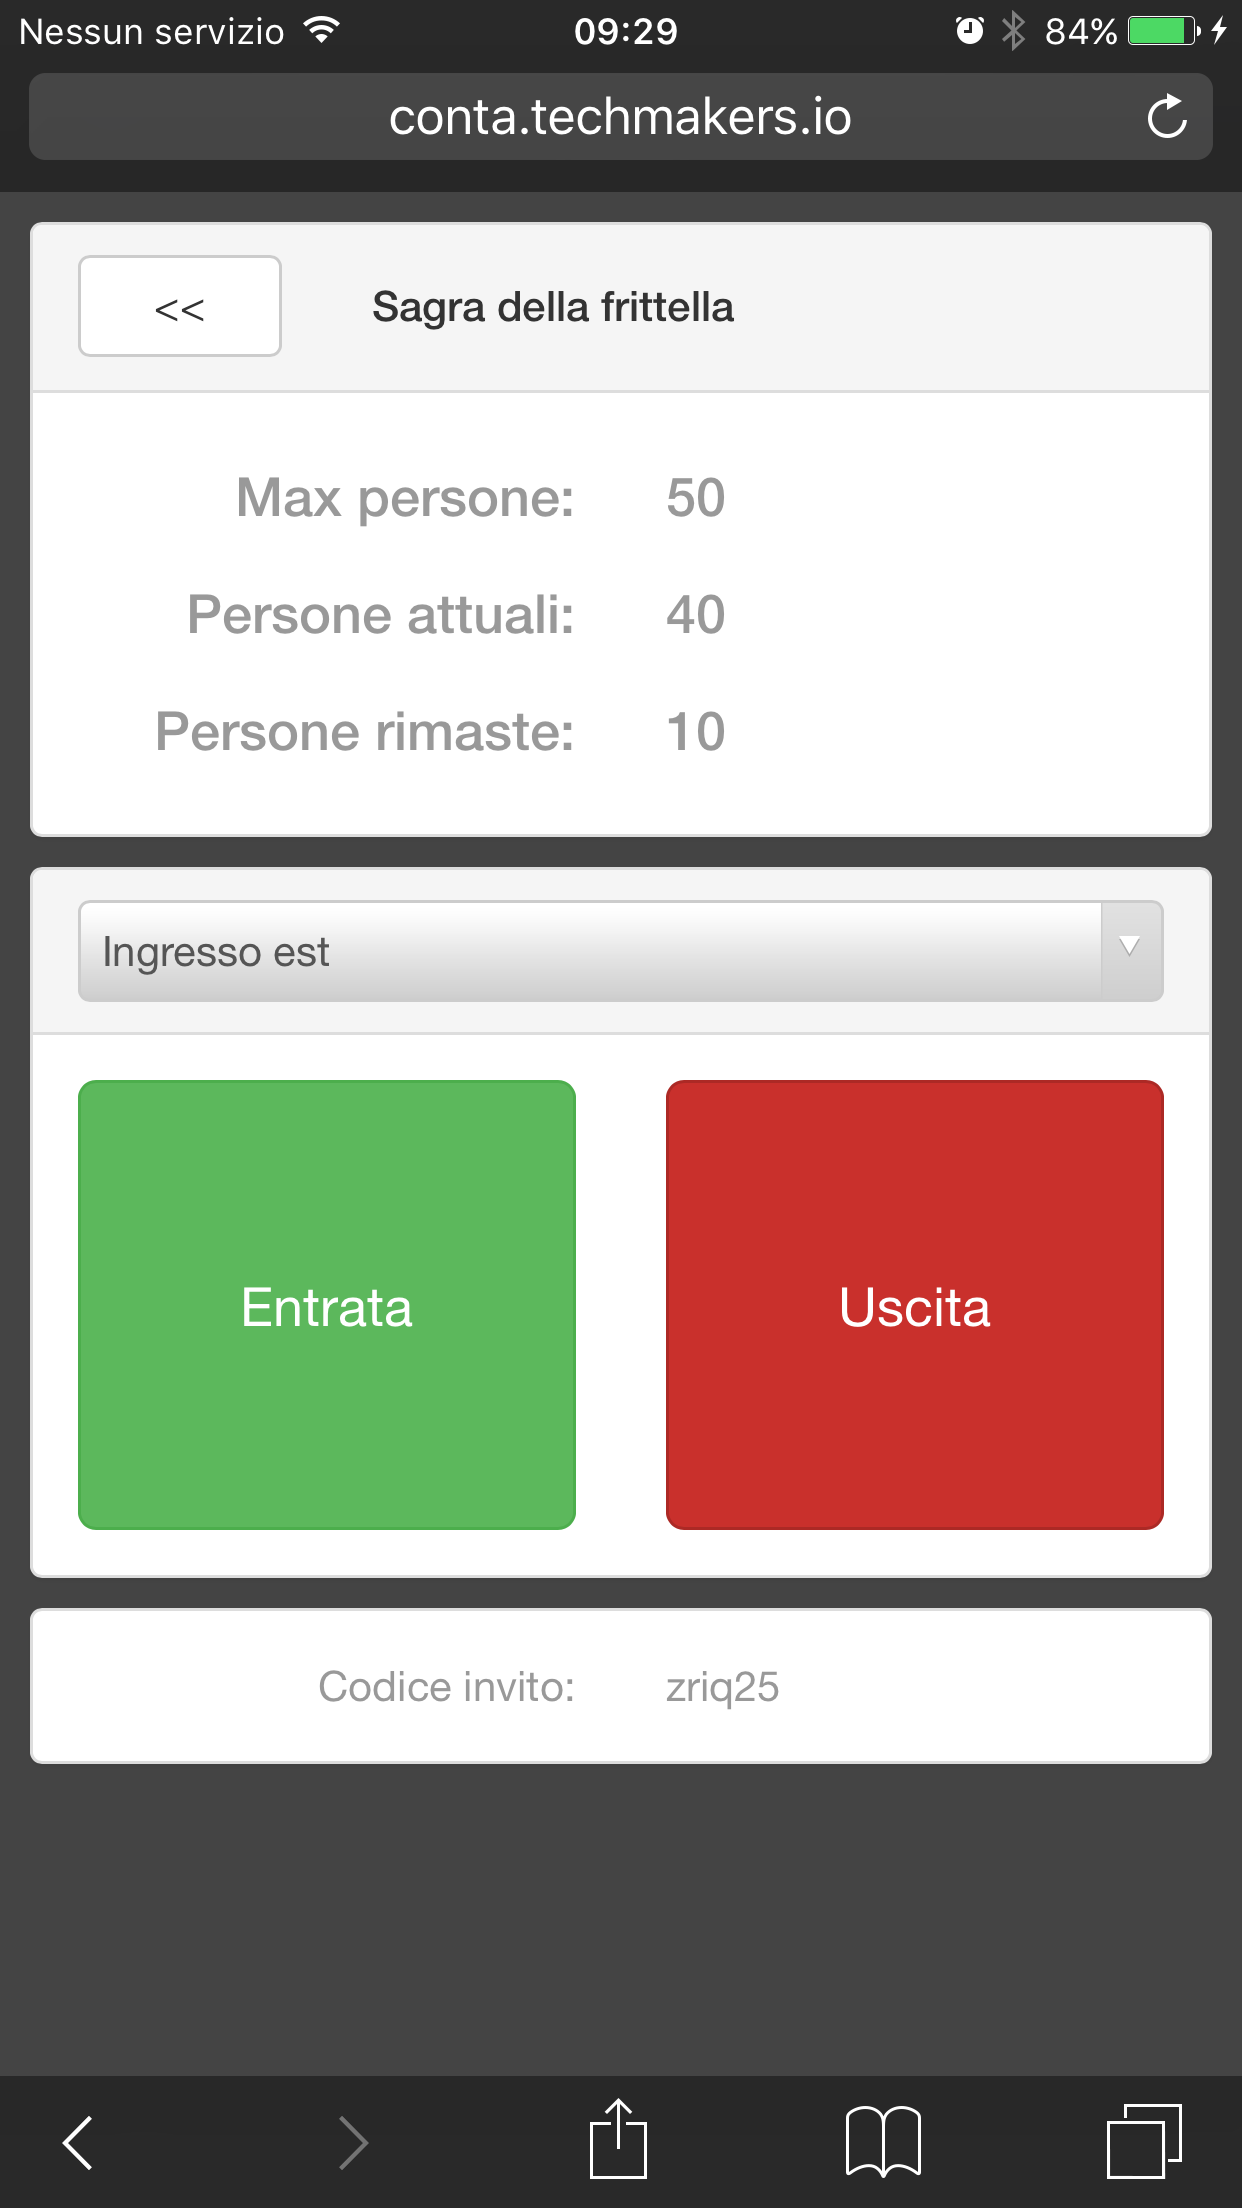 Nessun servizio 09:29 84%
conta.techmakers.io
<< Sagra della frittella
Max persone: 50
Persone attuali: 40
Persone rimaste: 10
Ingresso est
Entrata Uscita
Codice invito: zriq25